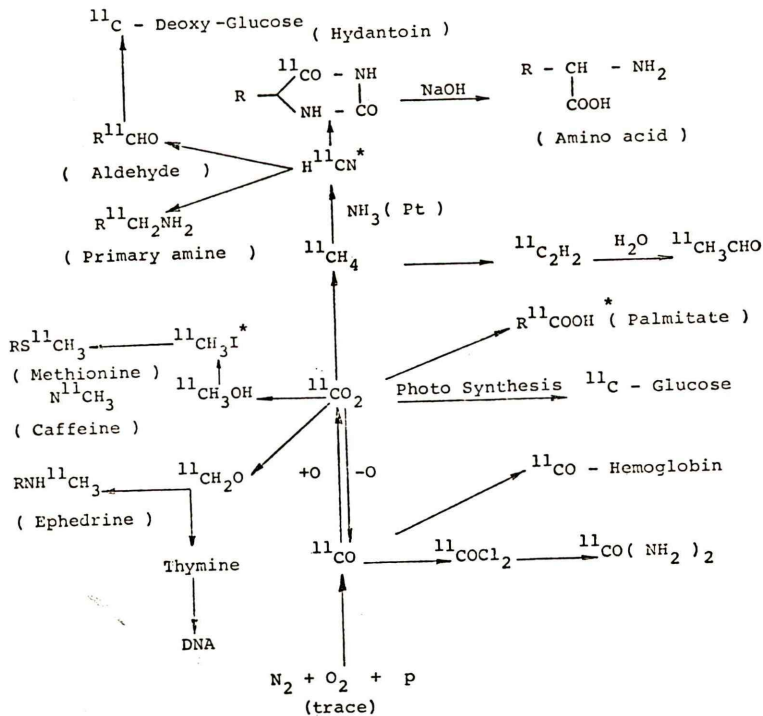 ¹¹C - Deoxy-Glucose
( Hydantoin )
¹¹CO - NH
R
NH - CO
NaOH
R - CH - NH₂
COOH
( Amino acid )
R¹¹CHO
( Aldehyde )
H¹¹CN*
R¹¹CH₂NH₂
( Primary amine )
NH₃( Pt )
¹¹CH₄
¹¹C₂H₂
H₂O
¹¹CH₃CHO
R¹¹COOH * ( Palmitate )
RS¹¹CH₃
¹¹CH₃I*
( Methionine )
N¹¹CH₃
( Caffeine )
¹¹CH₃OH
¹¹CO₂
Photo Synthesis
¹¹C - Glucose
RNH¹¹CH₃
( Ephedrine )
¹¹CH₂O
+O
-O
¹¹CO - Hemoglobin
Thymine
DNA
¹¹CO
¹¹COCl₂
¹¹CO( NH₂ )₂
N₂ + O₂ + p
(trace)